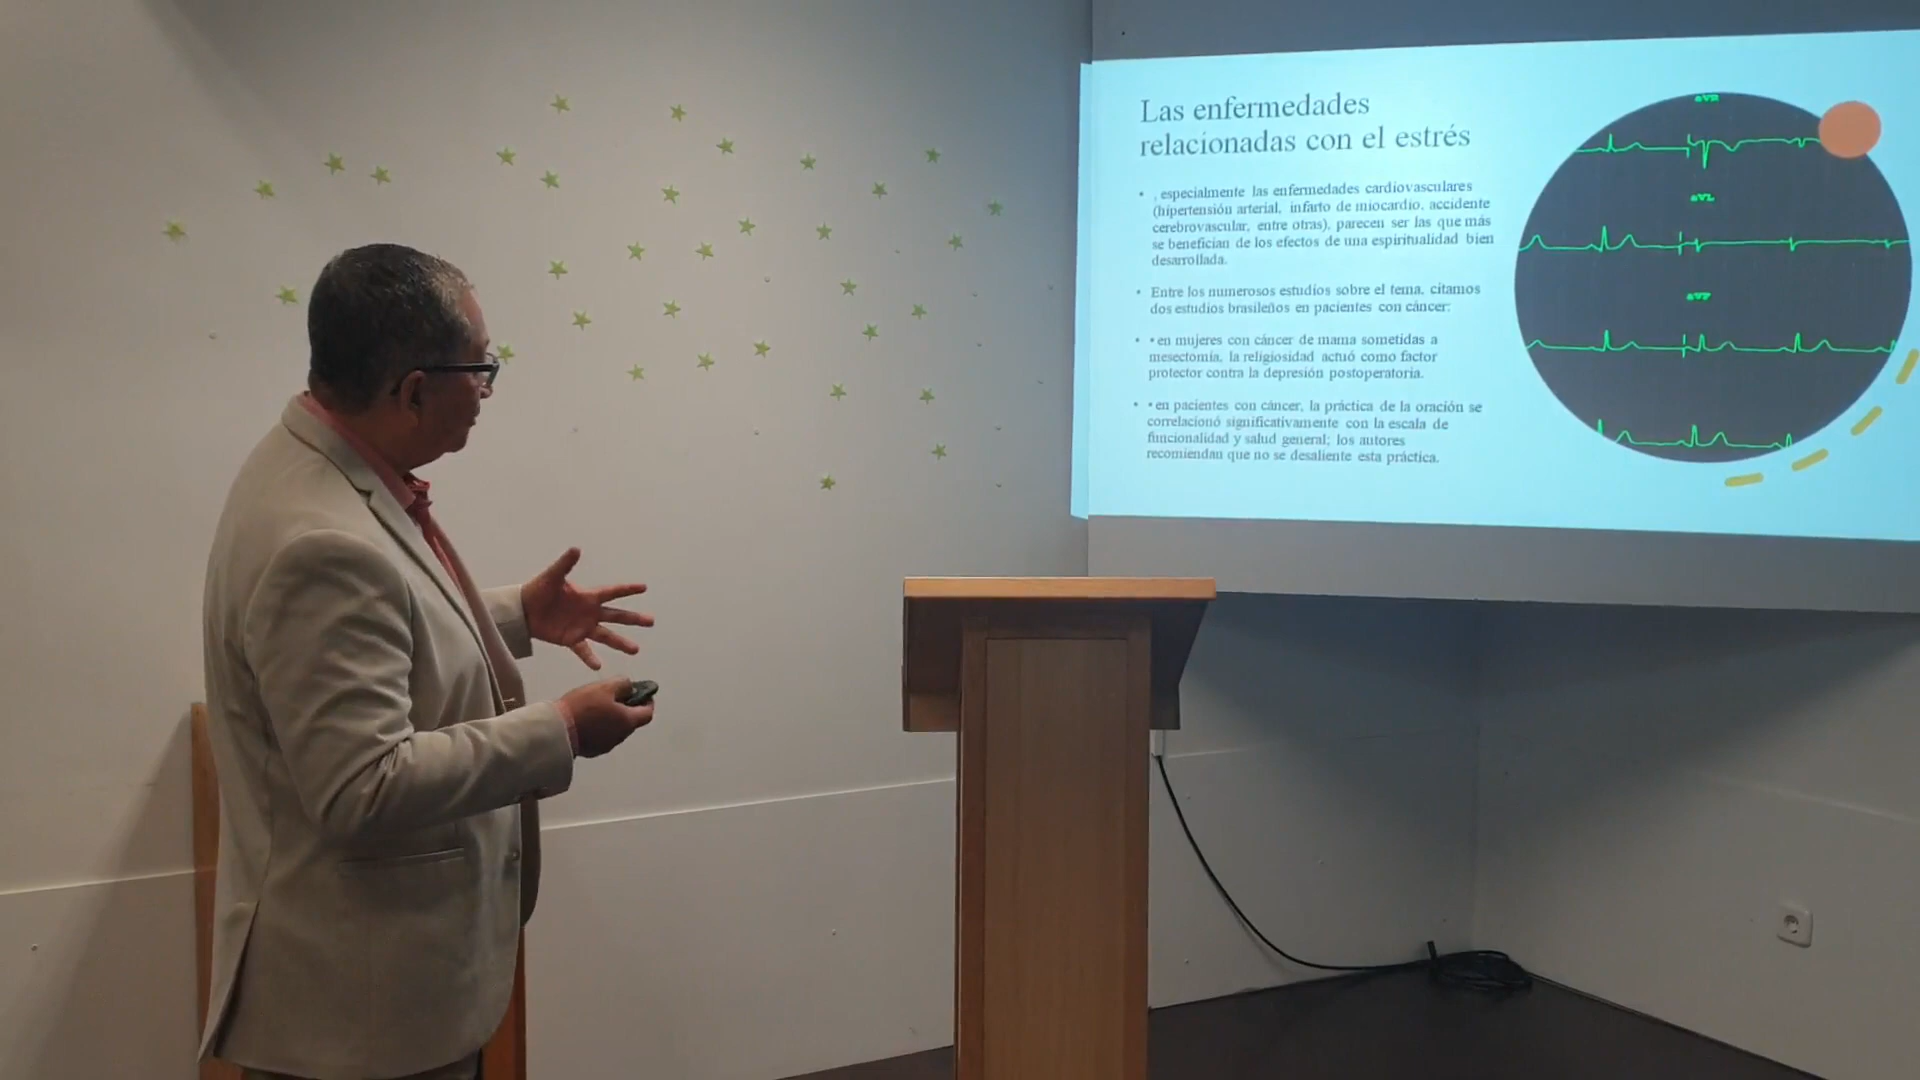 Las enfermedades
relacionadas con el estrés
• , especialmente las enfermedades cardiovasculares
(hipertensión arterial, infarto de miocardio, accidente
cerebrovascular, entre otras), parecen ser las que más
se benefician de los efectos de una espiritualidad bien
desarrollada.
• Entre los numerosos estudios sobre el tema, citamos
dos estudios brasileños en pacientes con cáncer:
• • en mujeres con cáncer de mama sometidas a
mesectomía, la religiosidad actuó como factor
protector contra la depresión postoperatoria.
• • en pacientes con cáncer, la práctica de la oración se
correlacionó significativamente con la escala de
funcionalidad y salud general; los autores
recomiendan que no se desaliente esta práctica.
aVR
aVL
aVF